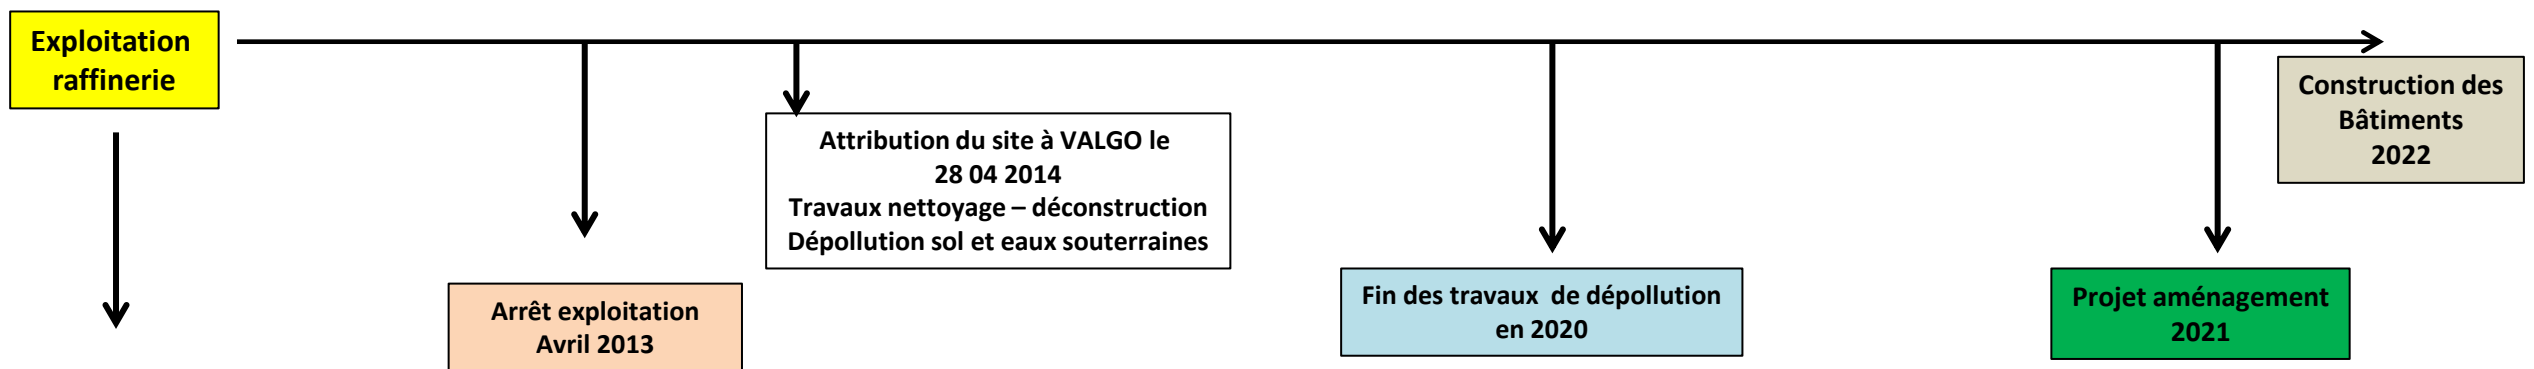 Exploitation
raffinerie
Arrêt exploitation
Avril 2013
Attribution du site à VALGO le
28 04 2014
Travaux nettoyage – déconstruction
Dépollution sol et eaux souterraines
Fin des travaux de dépollution
en 2020
Projet aménagement
2021
Construction des
Bâtiments
2022